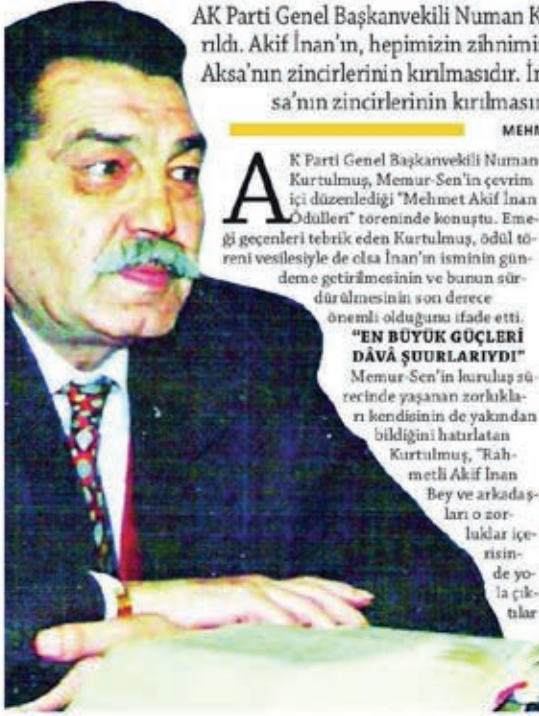 AK Parti Genel Başkanvekili Numan
rıldı. Akif İnan'ın, hepimizin
Aksa'nın zincirlerinin kırılmasıdır.
sa'nın zincirlerinin
AK Parti Genel Başkanvekili Numan
Kurtulmuş, Memur-Sen'in çevrim
içi düzenlediği "Mehmet Akif İnan
Ödülleri" töreninde konuştu. Eme-
ği geçenleri tebrik eden Kurtulmuş, ödül tö-
reni vesilesiyle de olsa İnan'ın isminin gün-
deme getirilmesinin ve bunun sür-
dürülmesinin son derece
önemli olduğunu ifade etti.
"EN BÜYÜK GÜÇLERİ
DÂVÂ ŞUURLARIYDI"
Memur-Sen'in kuruluş sü-
recinde yaşanan zorlukla-
rı kendisinin de yakından
bildiğini hatırlatan
Kurtulmuş, "Rah-
metli Akif İnan
Bey ve arkadaş-
ları o zor-
luklar içe-
risin-
de yo-
la çık-
tılar